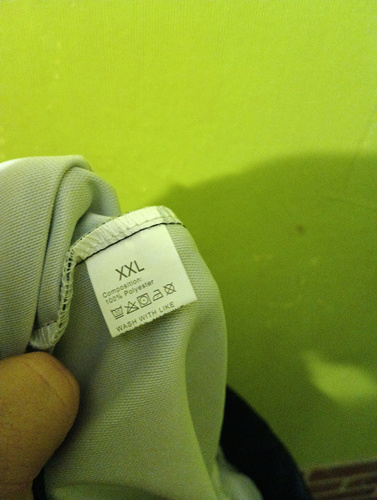 XXL
Composition:
100% Polyester
WASH WITH LIKE